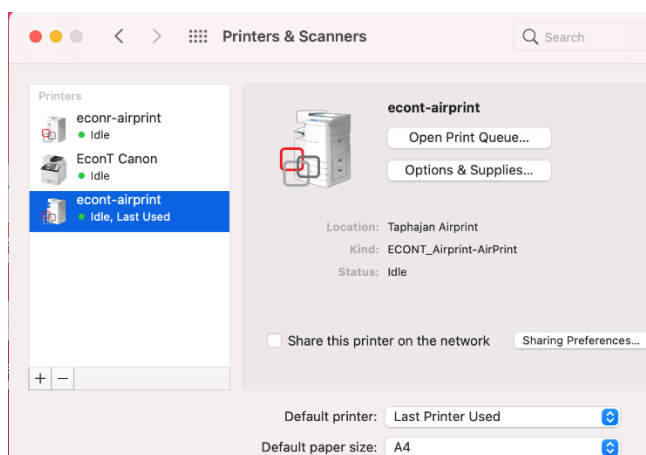 Printers & Scanners
Search
Printers
econr-airprint
Idle
EconT Canon
Idle
econt-airprint
Idle, Last Used
+ −
econt-airprint
Open Print Queue...
Options & Supplies...
Location: Taphajan Airprint
Kind: ECONT_Airprint-AirPrint
Status: Idle
Share this printer on the network
Sharing Preferences...
Default printer: Last Printer Used
Default paper size: A4